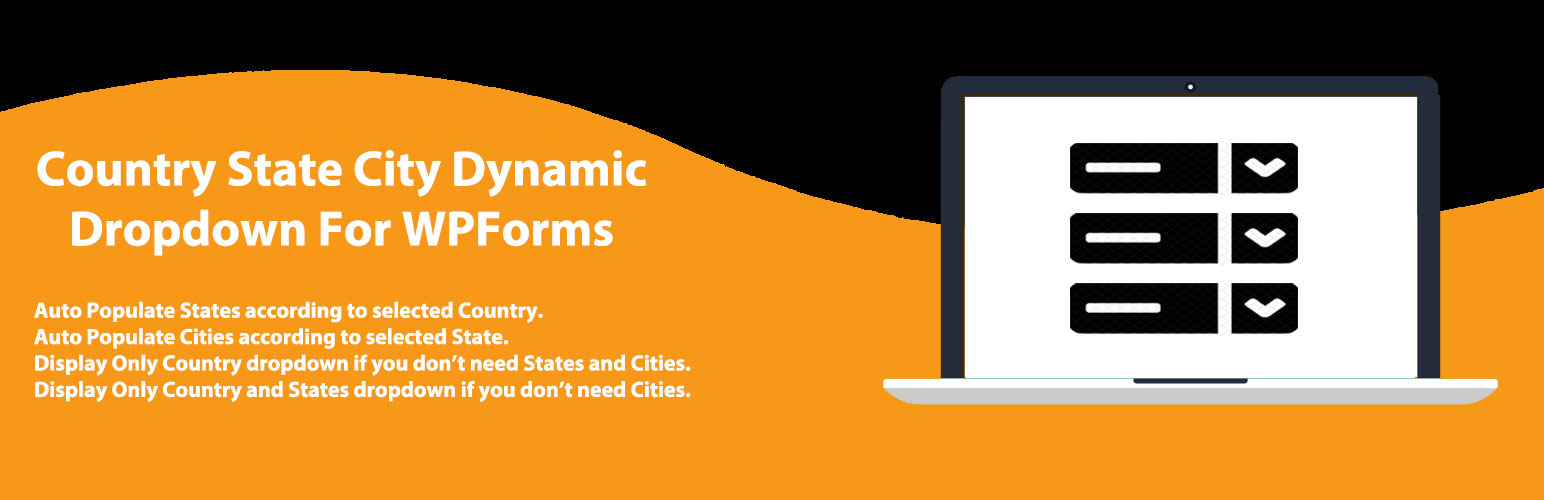 Country State City Dynamic
Dropdown For WPForms
Auto Populate States according to selected Country.
Auto Populate Cities according to selected State.
Display Only Country dropdown if you don’t need States and Cities.
Display Only Country and States dropdown if you don’t need Cities.